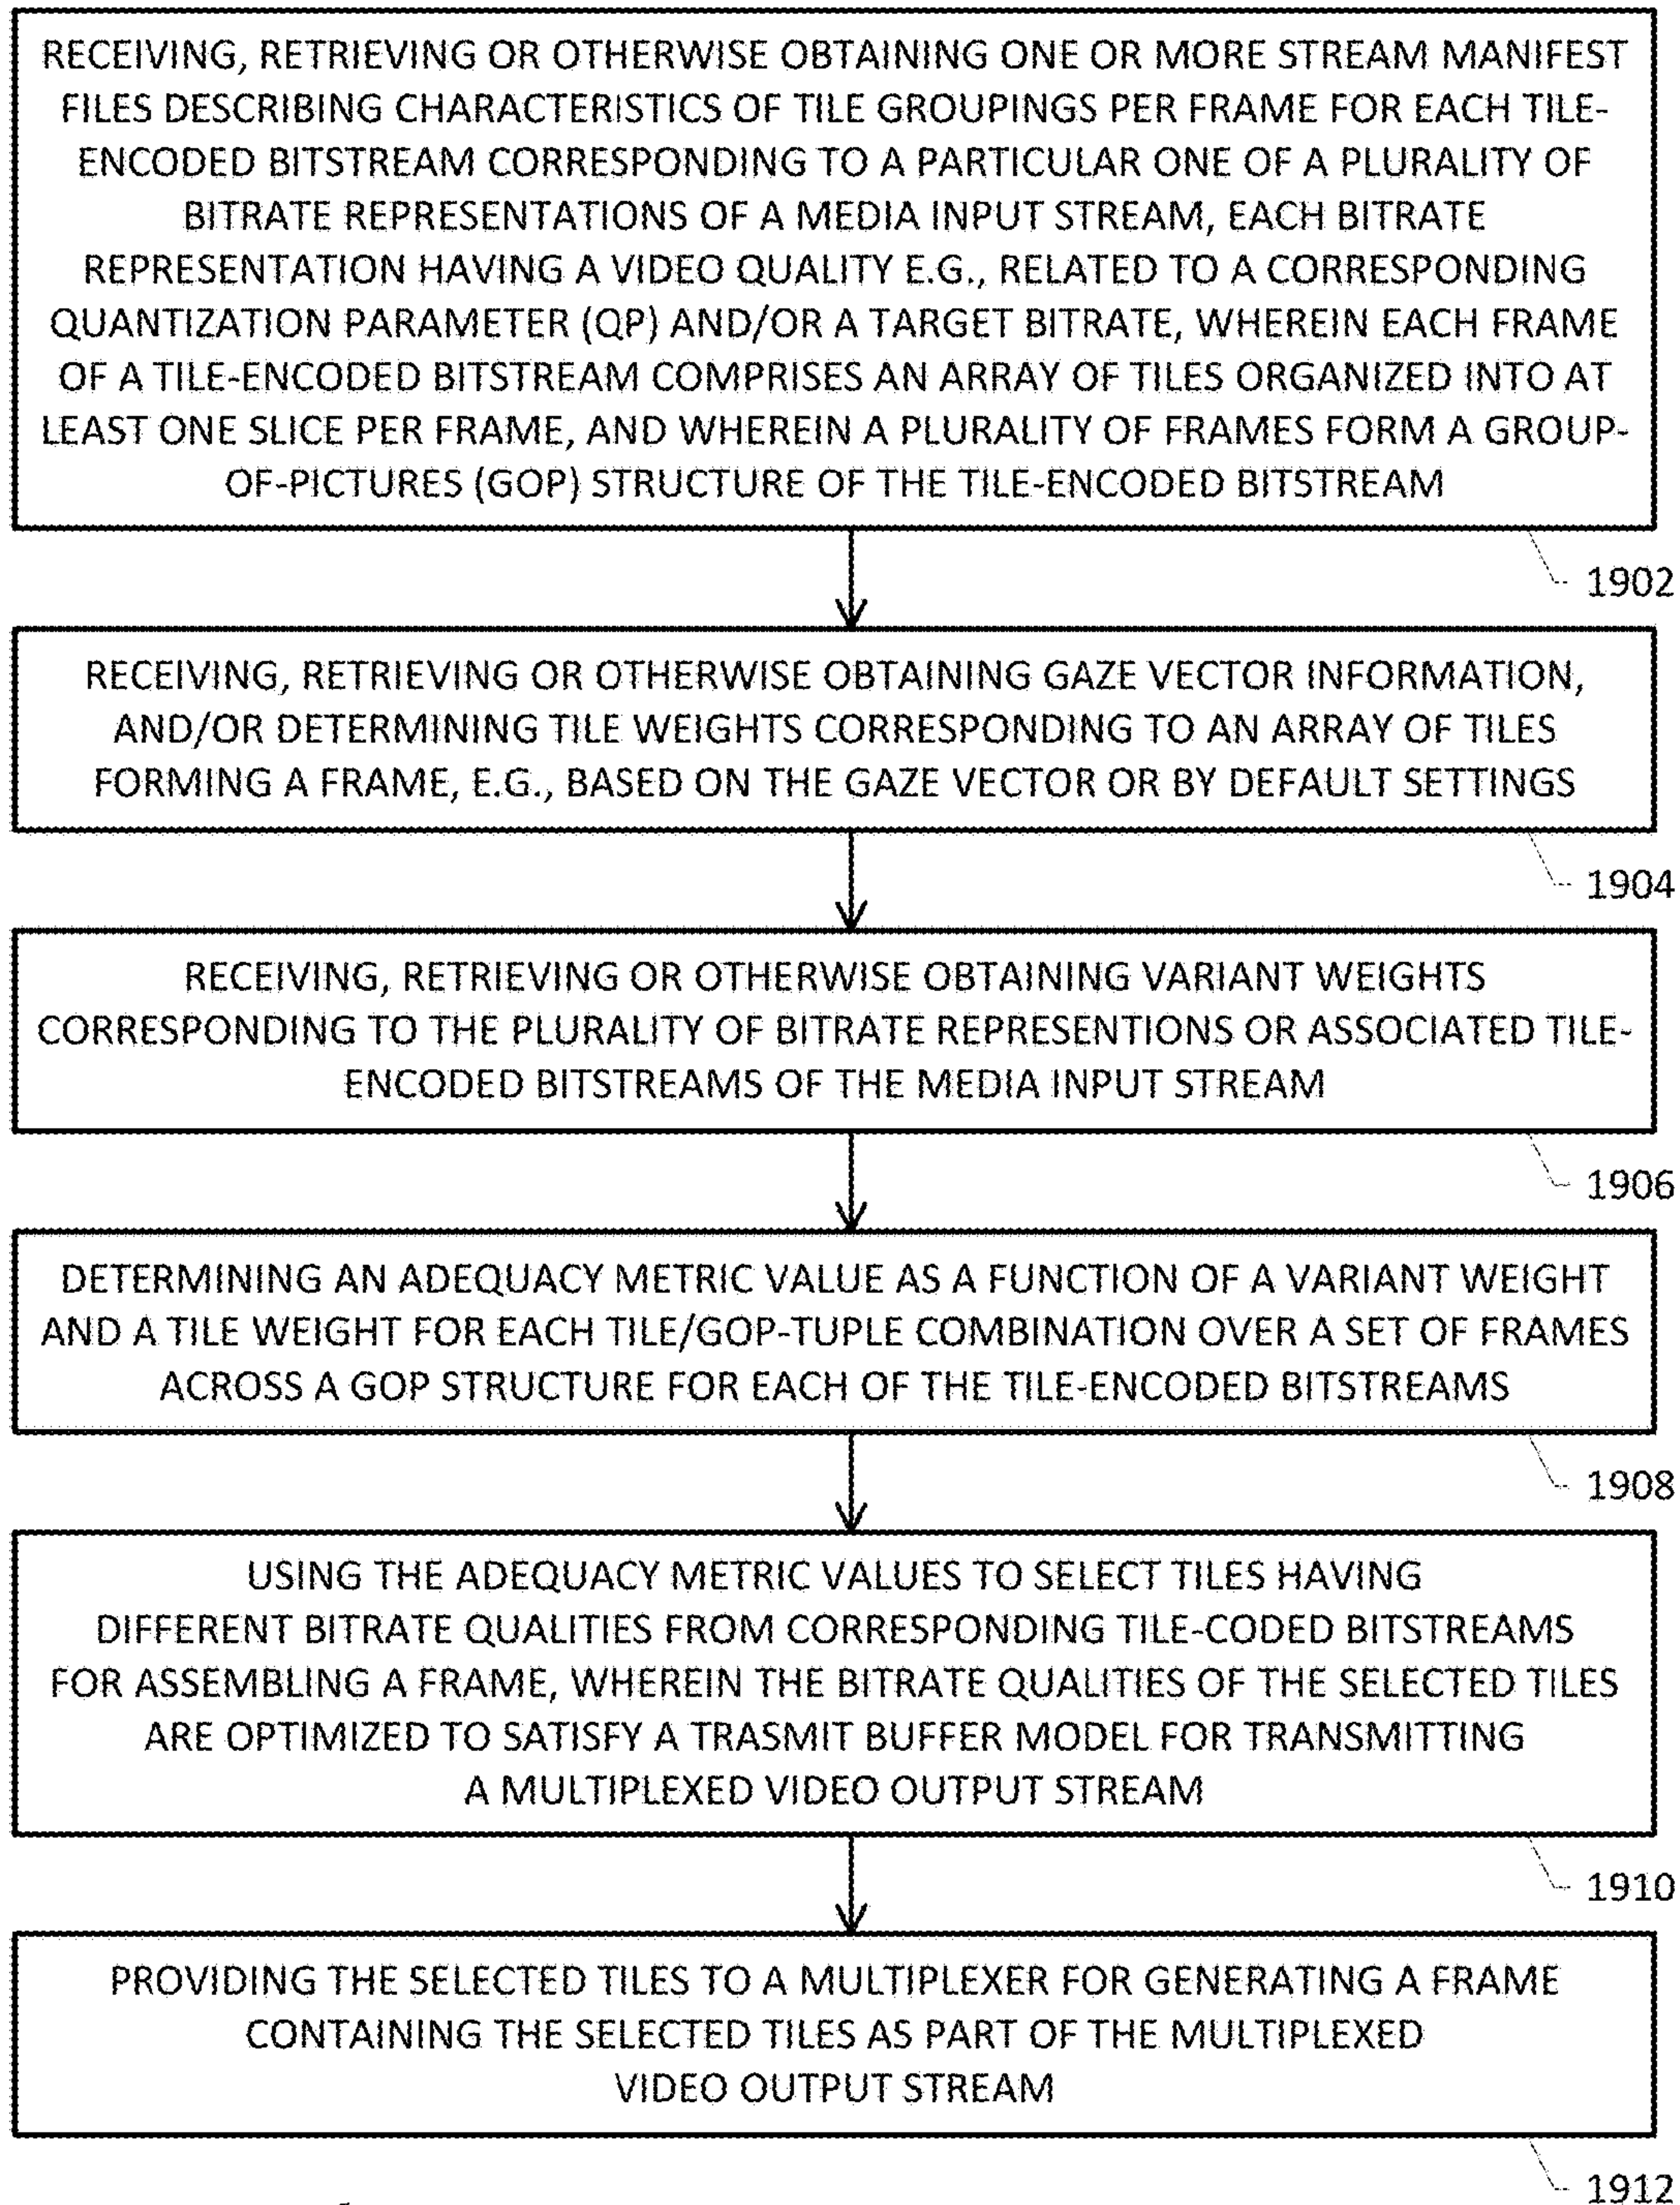 RECEIVING, RETRIEVING OR OTHERWISE OBTAINING ONE OR MORE STREAM MANIFEST
FILES DESCRIBING CHARACTERISTICS OF TILE GROUPINGS PER FRAME FOR EACH TILE-
ENCODED BITSTREAM CORRESPONDING TO A PARTICULAR ONE OF A PLURALITY OF
BITRATE REPRESENTATIONS OF A MEDIA INPUT STREAM, EACH BITRATE
REPRESENTATION HAVING A VIDEO QUALITY E.G., RELATED TO A CORRESPONDING
QUANTIZATION PARAMETER (QP) AND/OR A TARGET BITRATE, WHEREIN EACH FRAME
OF A TILE-ENCODED BITSTREAM COMPRISES AN ARRAY OF TILES ORGANIZED INTO AT
LEAST ONE SLICE PER FRAME, AND WHEREIN A PLURALITY OF FRAMES FORM A GROUP-
OF-PICTURES (GOP) STRUCTURE OF THE TILE-ENCODED BITSTREAM
1902
RECEIVING, RETRIEVING OR OTHERWISE OBTAINING GAZE VECTOR INFORMATION,
AND/OR DETERMINING TILE WEIGHTS CORRESPONDING TO AN ARRAY OF TILES
FORMING A FRAME, E.G., BASED ON THE GAZE VECTOR OR BY DEFAULT SETTINGS
1904
RECEIVING, RETRIEVING OR OTHERWISE OBTAINING VARIANT WEIGHTS
CORRESPONDING TO THE PLURALITY OF BITRATE REPRESENTIONS OR ASSOCIATED TILE-
ENCODED BITSTREAMS OF THE MEDIA INPUT STREAM
1906
DETERMINING AN ADEQUACY METRIC VALUE AS A FUNCTION OF A VARIANT WEIGHT
AND A TILE WEIGHT FOR EACH TILE/GOP-TUPLE COMBINATION OVER A SET OF FRAMES
ACROSS A GOP STRUCTURE FOR EACH OF THE TILE-ENCODED BITSTREAMS
1908
USING THE ADEQUACY METRIC VALUES TO SELECT TILES HAVING
DIFFERENT BITRATE QUALITIES FROM CORRESPONDING TILE-CODED BITSTREAMS
FOR ASSEMBLING A FRAME, WHEREIN THE BITRATE QUALITIES OF THE SELECTED TILES
ARE OPTIMIZED TO SATISFY A TRASMIT BUFFER MODEL FOR TRANSMITTING
A MULTIPLEXED VIDEO OUTPUT STREAM
1910
PROVIDING THE SELECTED TILES TO A MULTIPLEXER FOR GENERATING A FRAME
CONTAINING THE SELECTED TILES AS PART OF THE MULTIPLEXED
VIDEO OUTPUT STREAM
1912